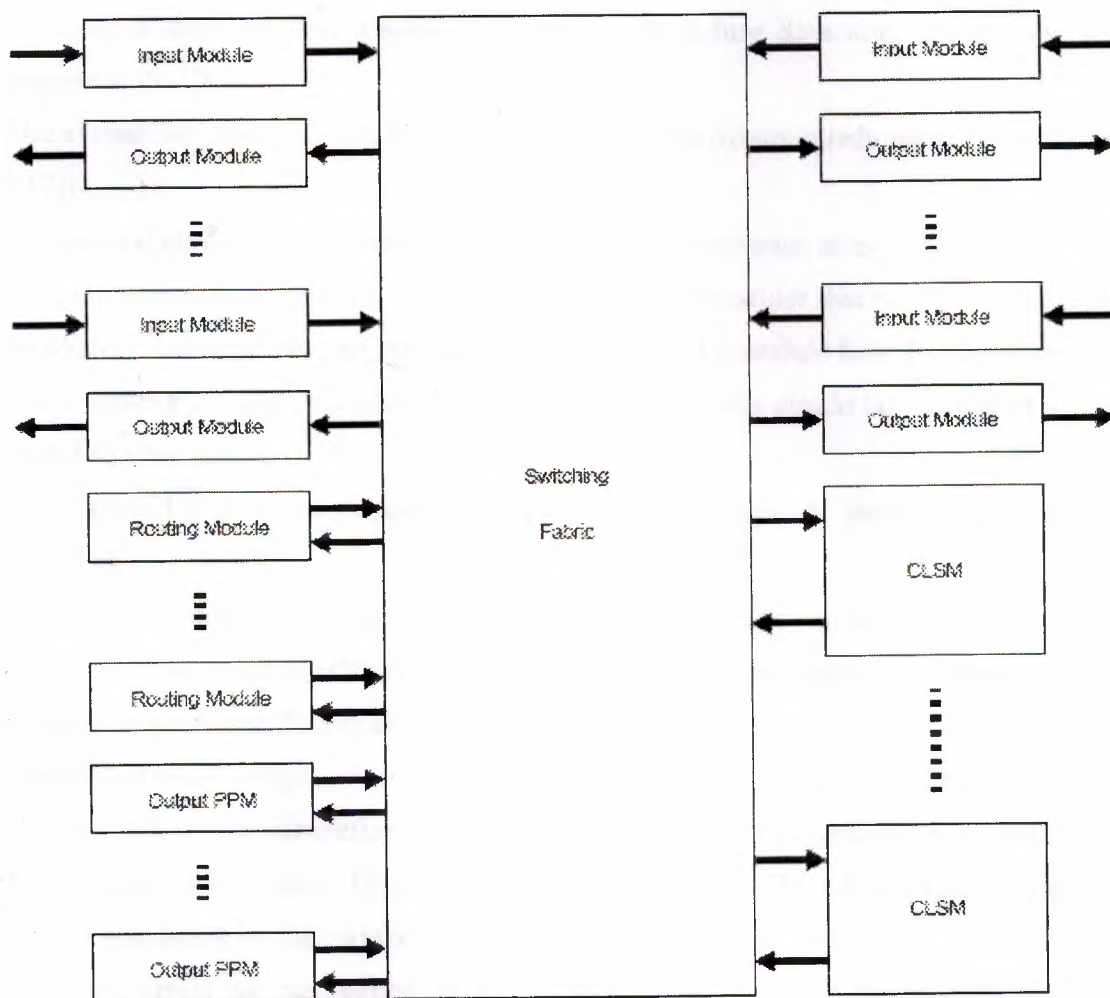 Input Module
Output Module
Input Module
Output Module
Routing Module
Routing Module
Output PPM
Output PPM
Switching
Fabric
Input Module
Output Module
Input Module
Output Module
CLSM
CLSM